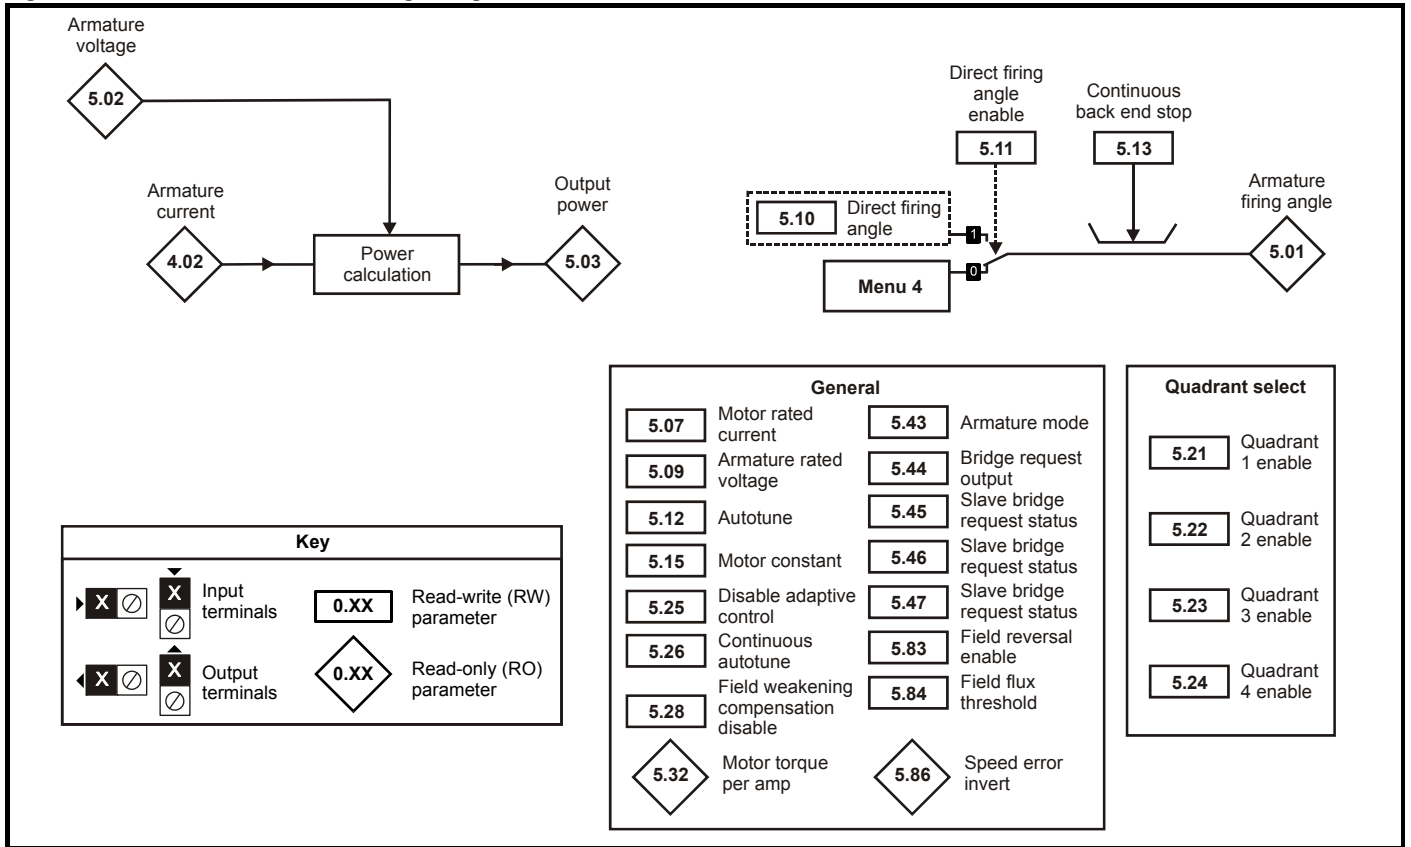 Armature
voltage
5.02
Armature
current
4.02
Power
calculation
Output
power
5.03
Direct firing
angle
enable
5.11
Continuous
back end stop
5.13
5.10
Direct firing
angle
1
0
Menu 4
Armature
firing angle
5.01
Key
X
X
Input
terminals
0.XX
Read-write (RW)
parameter
X
X
Output
terminals
0.XX
Read-only (RO)
parameter
General
5.07
Motor rated
current
5.09
Armature rated
voltage
5.12
Autotune
5.15
Motor constant
5.25
Disable adaptive
control
5.26
Continuous
autotune
5.28
Field weakening
compensation
disable
5.32
Motor torque
per amp
5.43
Armature mode
5.44
Bridge request
output
5.45
Slave bridge
request status
5.46
Slave bridge
request status
5.47
Slave bridge
request status
5.83
Field reversal
enable
5.84
Field flux
threshold
5.86
Speed error
invert
Quadrant select
5.21
Quadrant
1 enable
5.22
Quadrant
2 enable
5.23
Quadrant
3 enable
5.24
Quadrant
4 enable